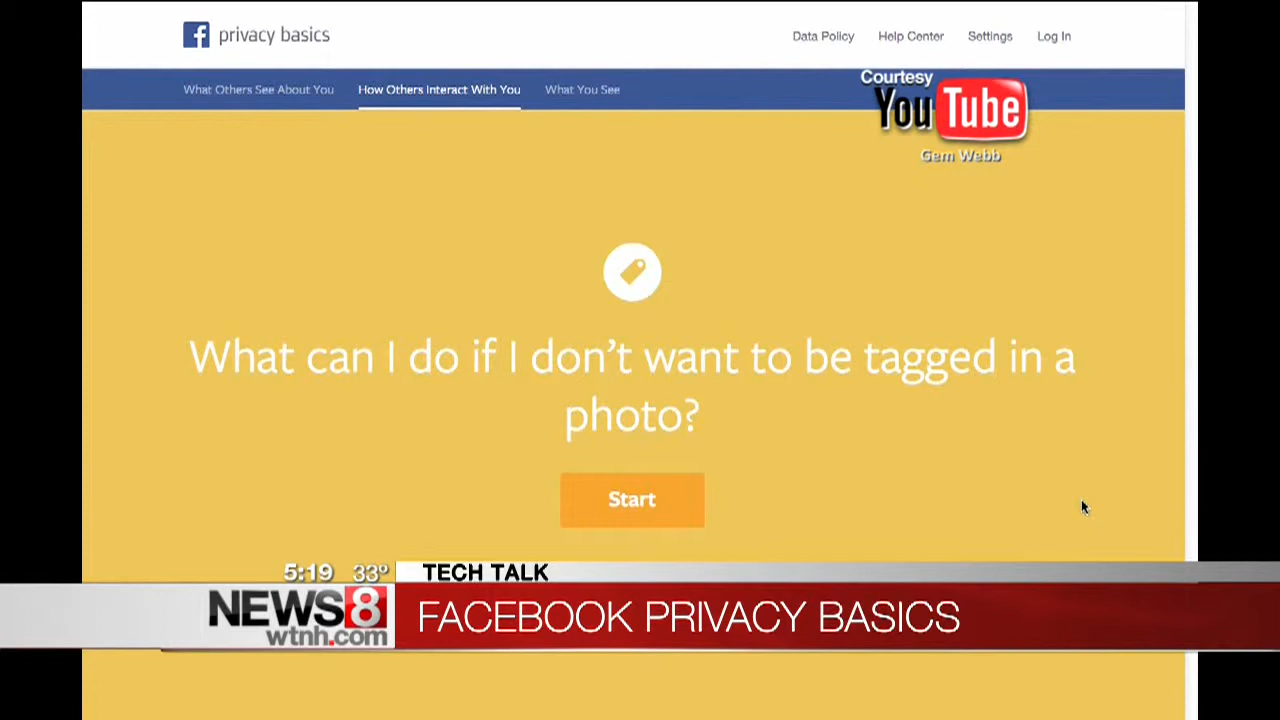 f privacy basics
Data Policy Help Center Settings Log In
What Others See About You How Others Interact With You What You See
Courtesy
YouTube
Gem Webb
What can I do if I don't want to be tagged in a
photo?
Start
5:19 33°
TECH TALK
NEWS8
wtnh.com
FACEBOOK PRIVACY BASICS